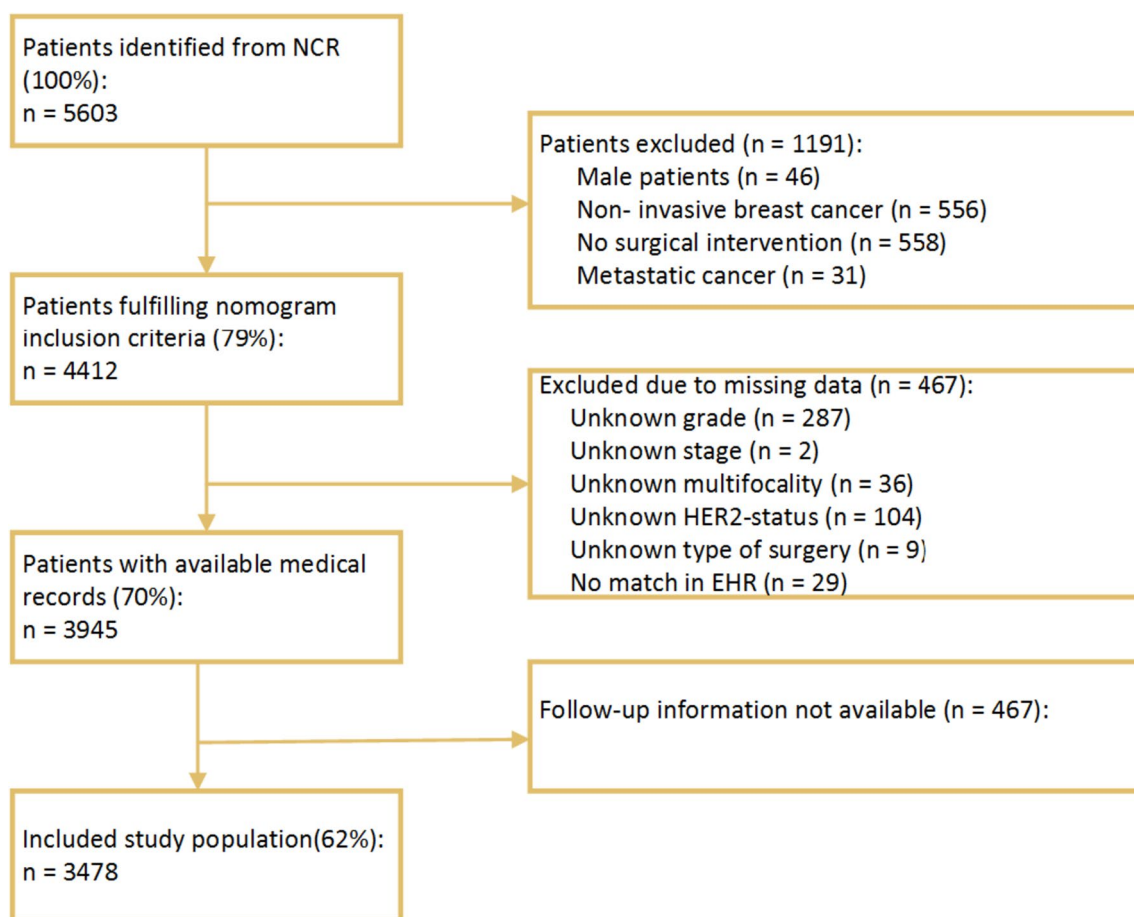 Patients identified from NCR
(100%):
n = 5603
Patients excluded (n = 1191):
Male patients (n = 46)
Non- invasive breast cancer (n = 556)
No surgical intervention (n = 558)
Metastatic cancer (n = 31)
Patients fulfilling nomogram
inclusion criteria (79%):
n = 4412
Excluded due to missing data (n = 467):
Unknown grade (n = 287)
Unknown stage (n = 2)
Unknown multifocality (n = 36)
Unknown HER2-status (n = 104)
Unknown type of surgery (n = 9)
No match in EHR (n = 29)
Patients with available medical
records (70%):
n = 3945
Follow-up information not available (n = 467):
Included study population(62%):
n = 3478